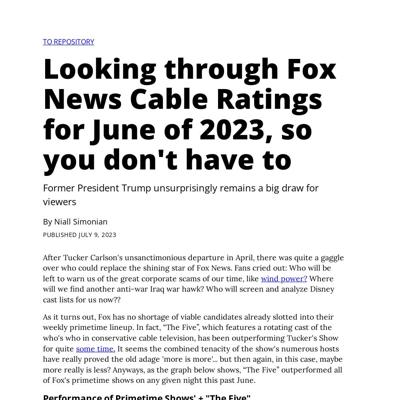 TO REPOSITORY
Looking through Fox
News Cable Ratings
for June of 2023, so
you don't have to
Former President Trump unsurprisingly remains a big draw for
viewers
By Niall Simonian
PUBLISHED JULY 9, 2023
After Tucker Carlson's unsanctimonious departure in April, there was quite a gaggle
over who could replace the shining star of Fox News. Fans cried out: Who will be
left to warn us of the great corporate scams of our time, like wind power? Where
will we find another anti-war Iraq war hawk? Who will screen and analyze Disney
cast lists for us now??
As it turns out, Fox has no shortage of viable candidates already slotted into their
weekly primetime lineup. In fact, “The Five”, which features a rotating cast of the
who's who in conservative cable television, has been outperforming Tucker's Show
for quite some time. It seems the combined tenacity of the show's numerous hosts
have really proved the old adage 'more is more'... but then again, in this case, maybe
more really is less? Anyways, as the graph below shows, “The Five” outperformed all
of Fox's primetime shows on any given night this past June.
Performance of Primetime Shows' + "The Five"